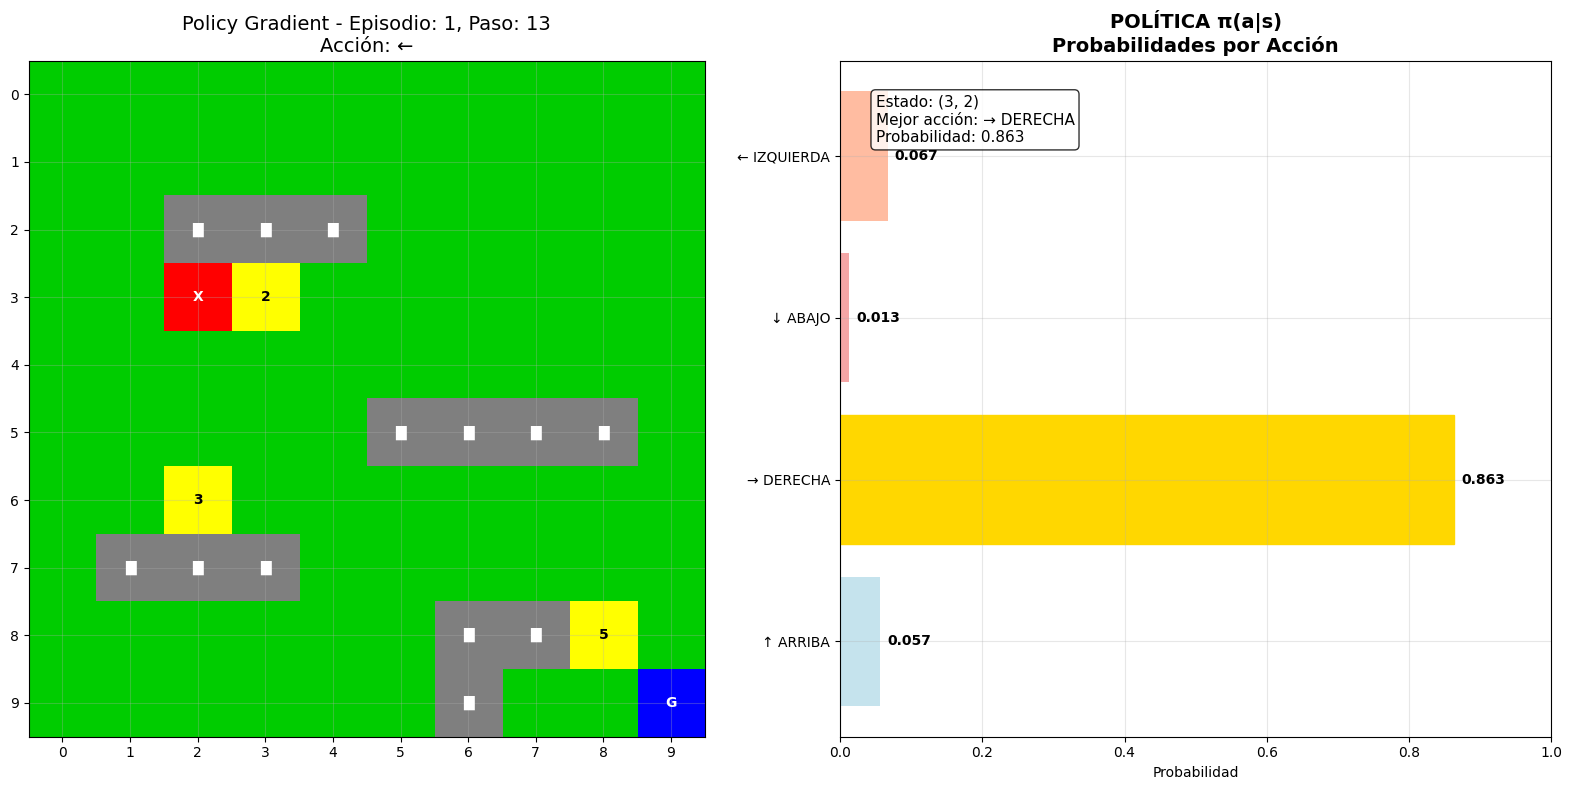 Policy Gradient - Episodio: 1, Paso: 13
Acción: ←
0
1
2
3
X
2
4
5
6
3
7
8
5
9
G
0 1 2 3 4 5 6 7 8 9
POLÍTICA π(a|s)
Probabilidades por Acción
Estado: (3, 2)
Mejor acción: → DERECHA
Probabilidad: 0.863
← IZQUIERDA 0.067
↓ ABAJO 0.013
→ DERECHA 0.863
↑ ARRIBA 0.057
0.0 0.2 0.4 0.6 0.8 1.0
Probabilidad